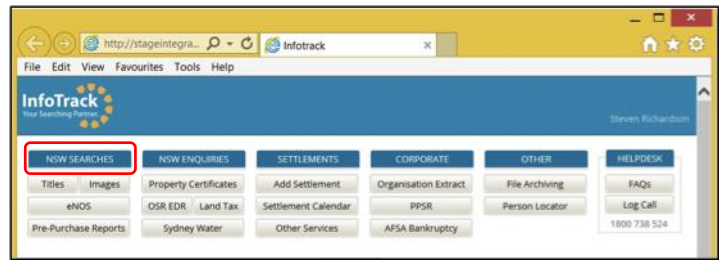 http://stageintegra...
Infotrack
File Edit View Favourites Tools Help
InfoTrack
Your Searching Partner
Steven Richardson
NSW SEARCHES NSW ENQUIRIES SETTLEMENTS CORPORATE OTHER HELPDESK
Titles Images Property Certificates Add Settlement Organisation Extract File Archiving FAQs
eNOS OSR EDR Land Tax Settlement Calendar PPSR Person Locator Log Call
Pre-Purchase Reports Sydney Water Other Services AFSA Bankruptcy 1800 738 524